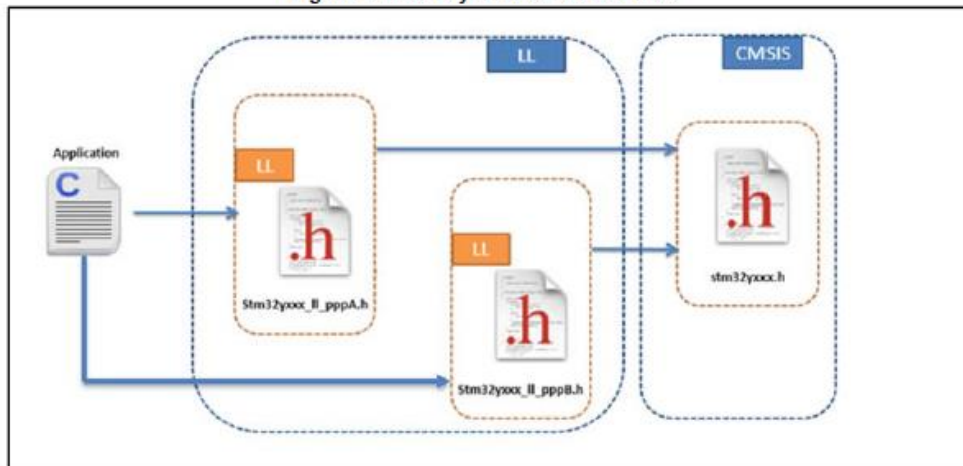 LL
CMSIS
Application
C
LL
.h
Stm32yxxx_ll_pppA.h
LL
.h
Stm32yxxx_ll_pppB.h
.h
stm32yxxx.h